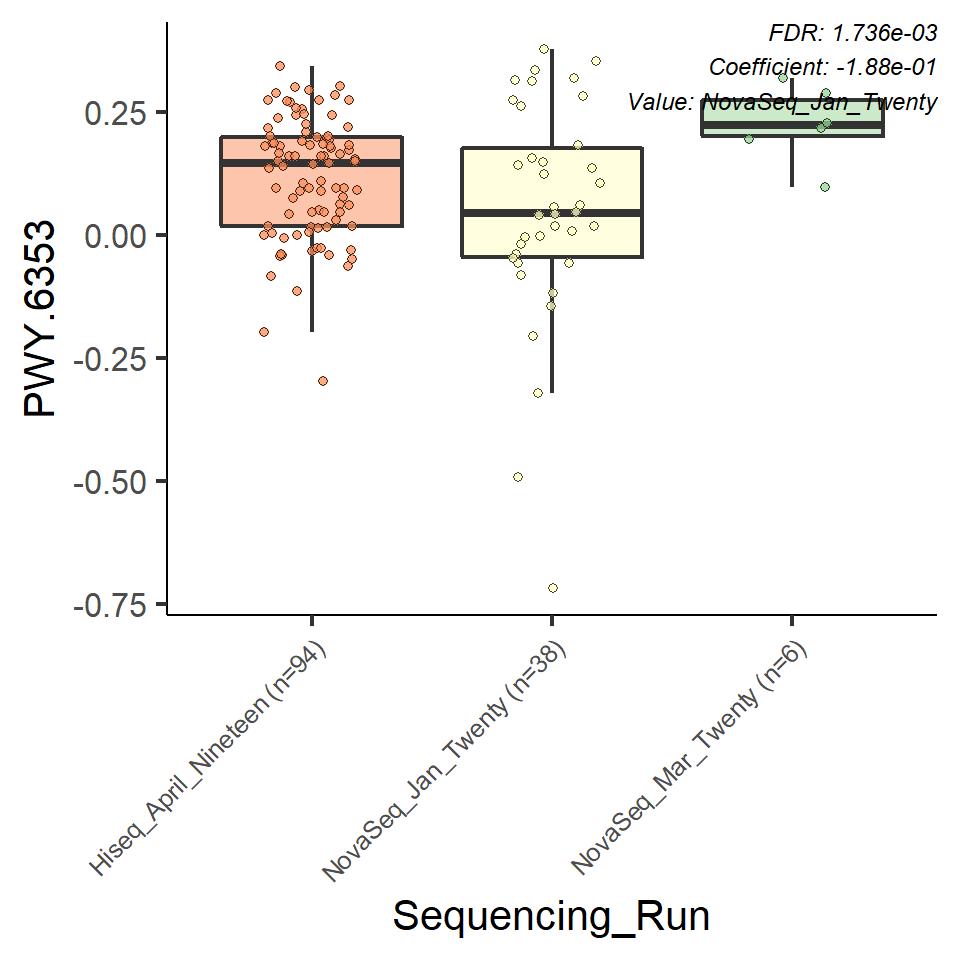 FDR: 1.736e-03
Coefficient: -1.88e-01
Value: NovaSeq_Jan_Twenty
PWY.6353
0.25
0.00
-0.25
-0.50
-0.75
Hiseq_April_Nineteen (n=94)
NovaSeq_Jan_Twenty (n=38)
NovaSeq_Mar_Twenty (n=6)
Sequencing_Run